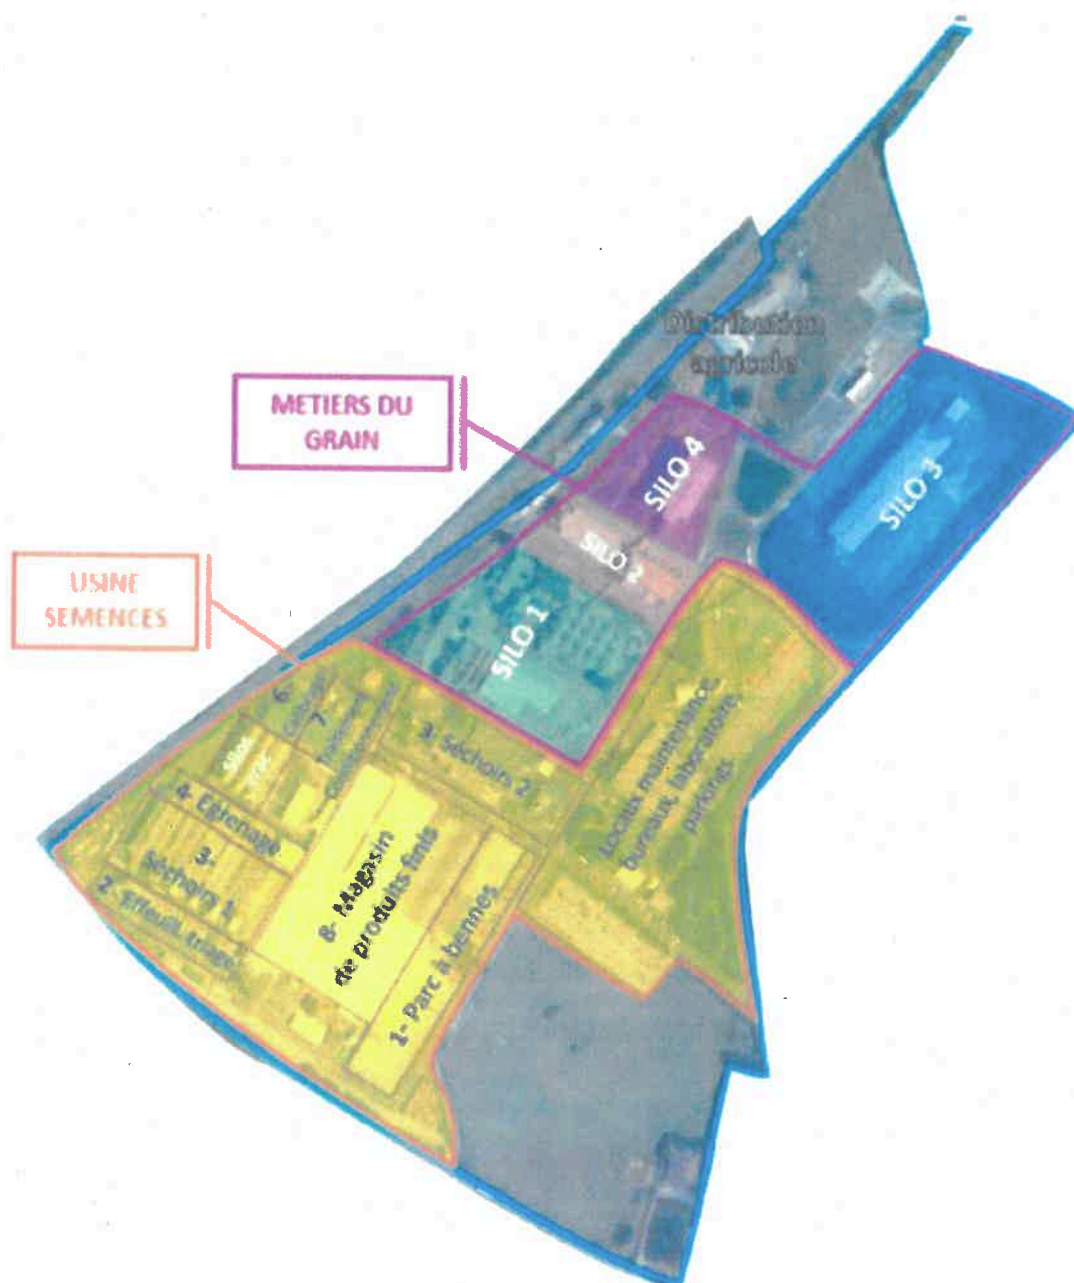 Distribution
agricole
METIERS DU
GRAIN
SILO 4
SILO 3
SILO 2
SILO 1
USINE
SEMENCES
6-
7
3- Séchoirs 2
Locaux maintenance,
bureaux, laboratoire,
parkings
4- Egrenage
3-
Séchoirs 1
2-
8- Magasin
de produits finis
1- Parc à bennes